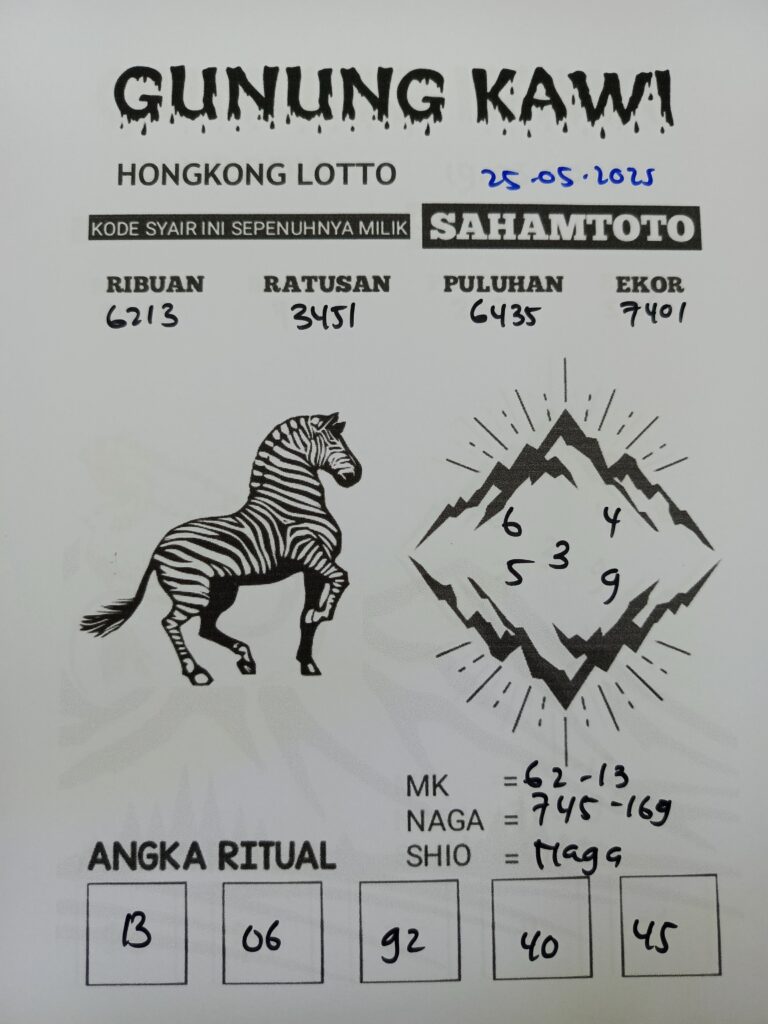 GUNUNG KAWI
HONGKONG LOTTO 25-05-2025
KODE SYAIR INI SEPENUHNYA MILIK SAHAMTOTO
RIBUAN RATUSAN PULUHAN EKOR
6213 3451 6435 7401
6 4
3
5 9
MK = 62-13
NAGA = 745-169
SHIO = Naga
ANGKA RITUAL
13 06 92 40 45